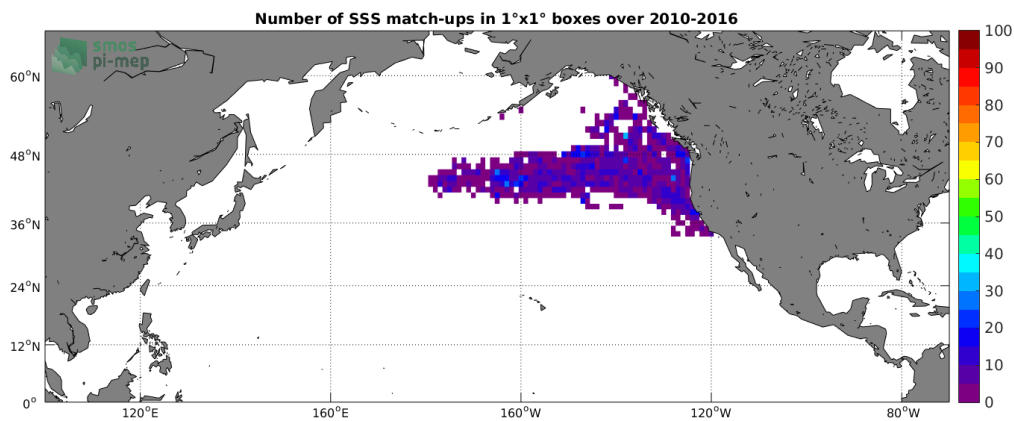 Number of SSS match-ups in 1°x1° boxes over 2010-2016
smos
pi-mep
60°N
48°N
36°N
24°N
12°N
0°
120°E
160°E
160°W
120°W
80°W
100
90
80
70
60
50
40
30
20
10
0